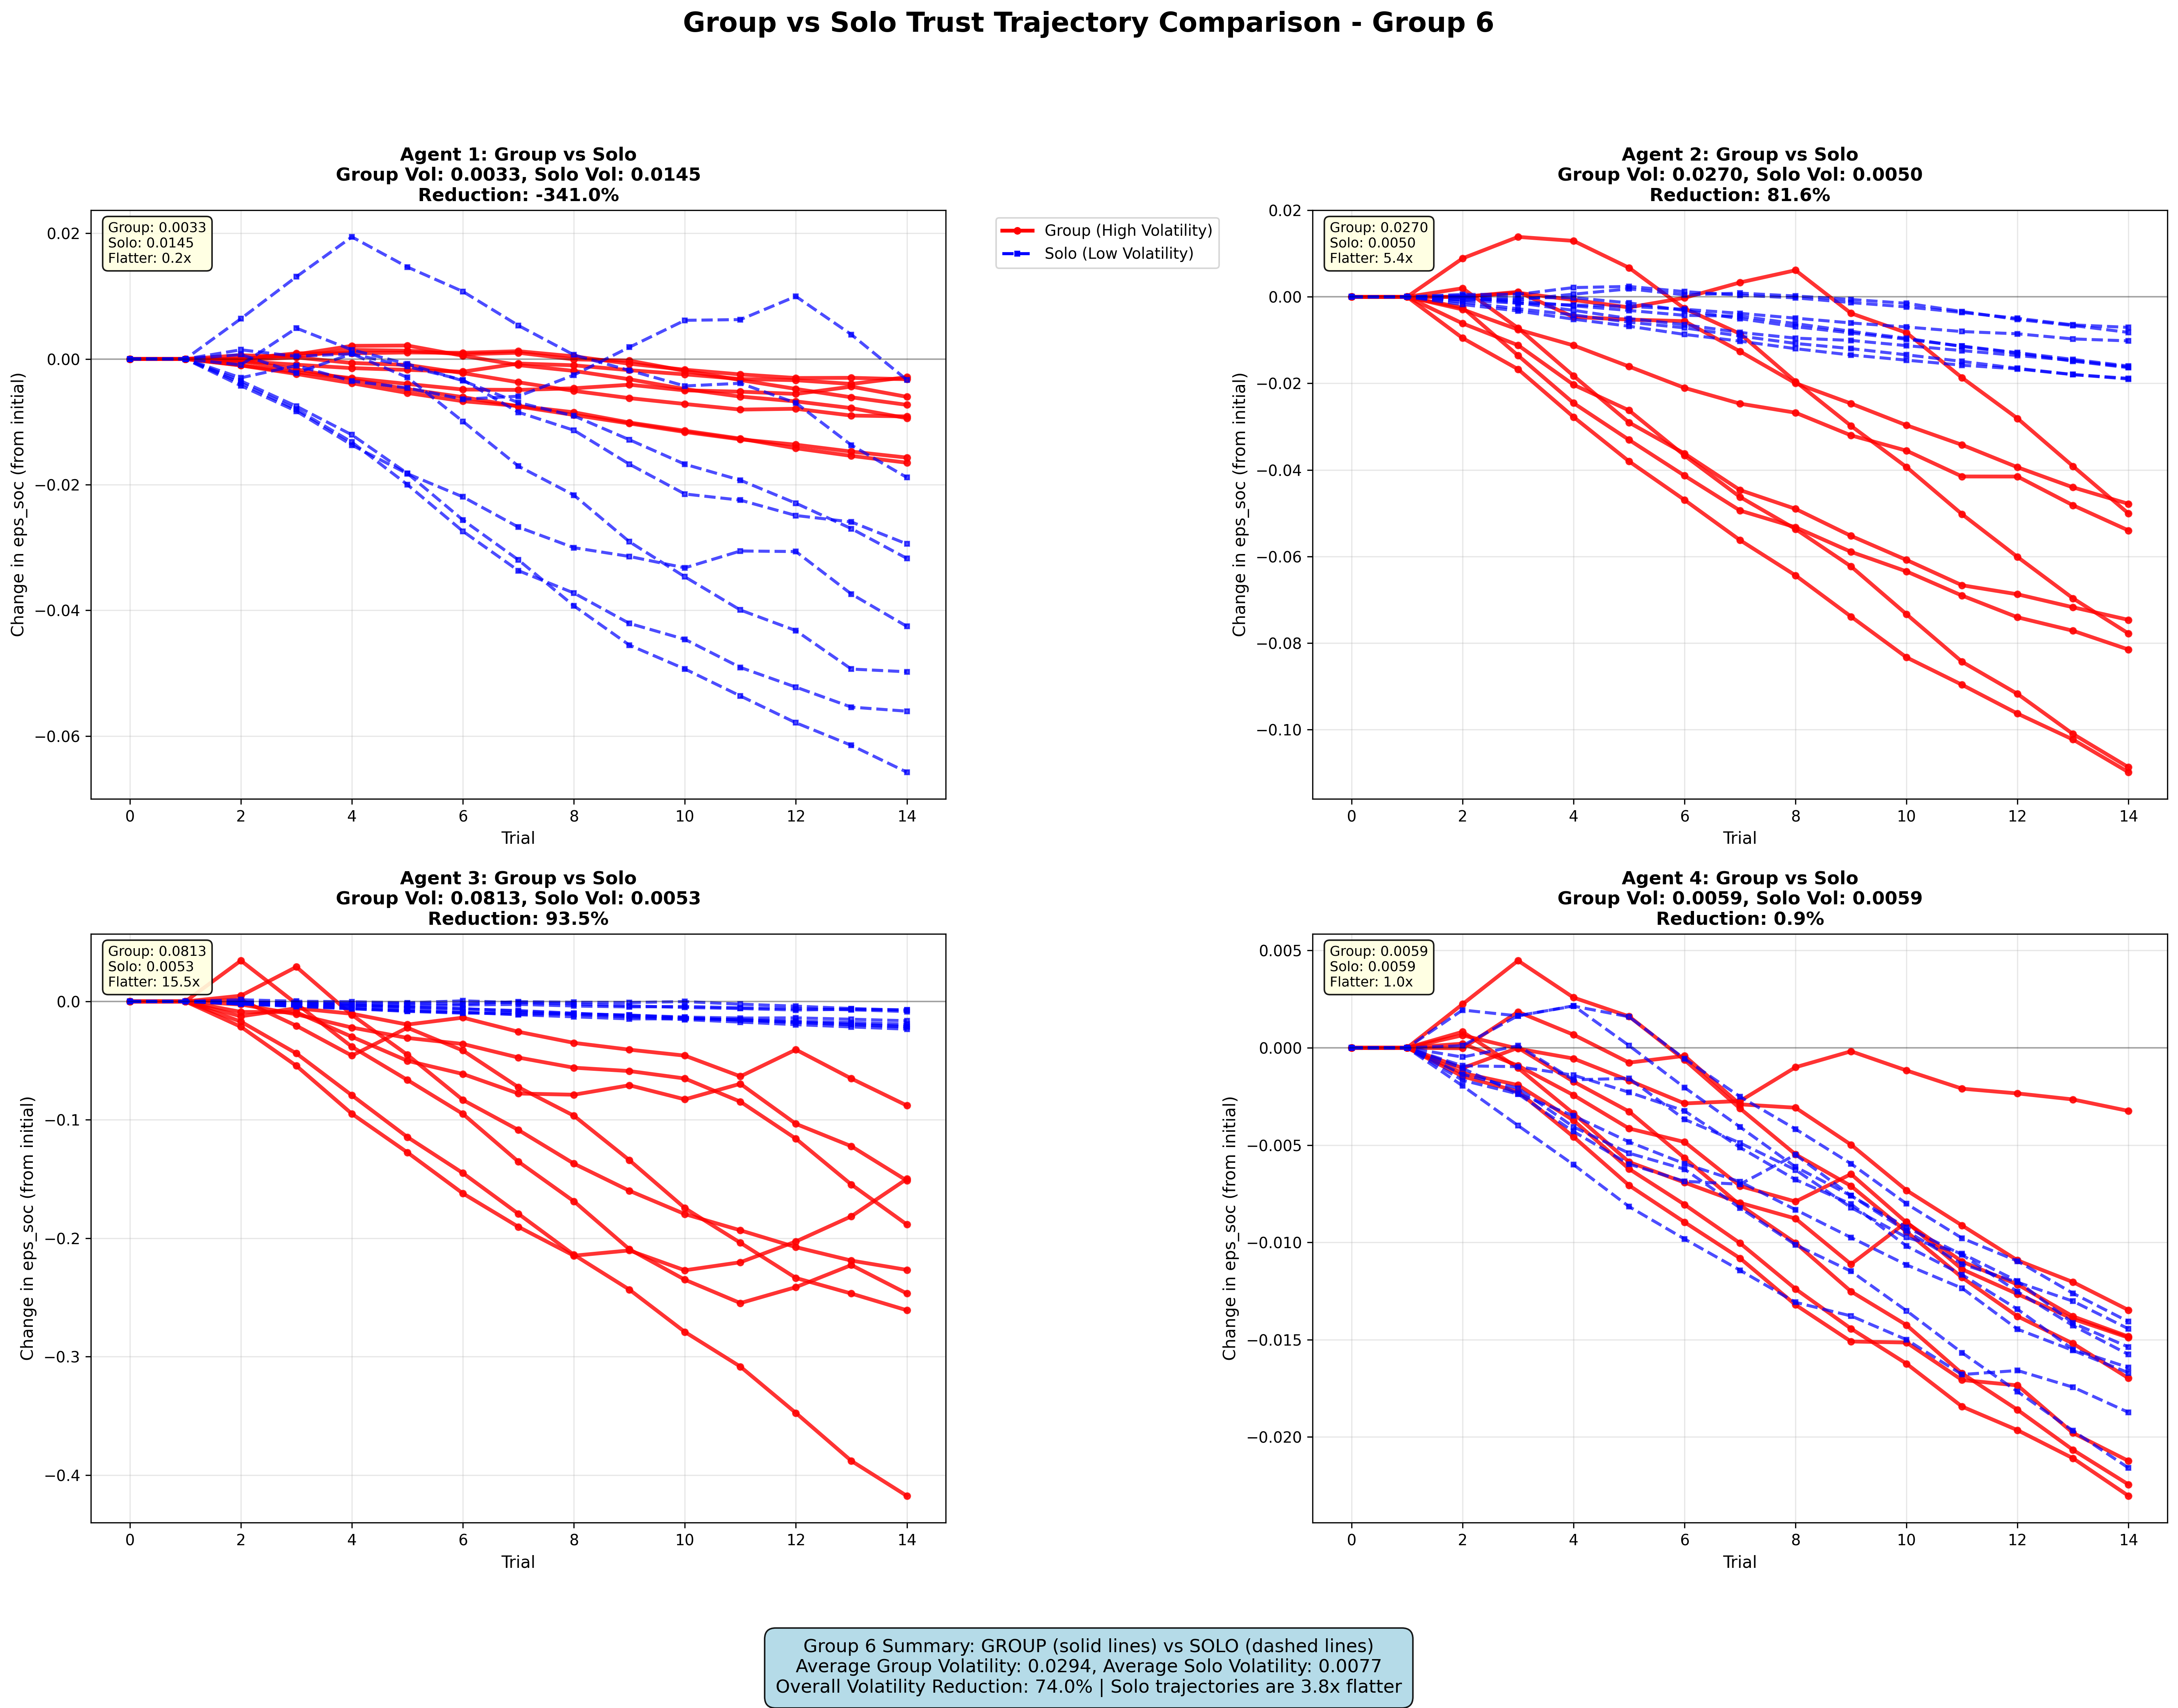 Group vs Solo Trust Trajectory Comparison - Group 6
Agent 1: Group vs Solo
Group Vol: 0.0033, Solo Vol: 0.0145
Reduction: -341.0%
Group: 0.0033
Solo: 0.0145
Flatter: 0.2x
0.02
0.00
−0.02
−0.04
−0.06
Change in eps_soc (from initial)
0 2 4 6 8 10 12 14
Trial
Group (High Volatility)
Solo (Low Volatility)
Agent 2: Group vs Solo
Group Vol: 0.0270, Solo Vol: 0.0050
Reduction: 81.6%
Group: 0.0270
Solo: 0.0050
Flatter: 5.4x
0.02
0.00
−0.02
−0.04
−0.06
−0.08
−0.10
Change in eps_soc (from initial)
0 2 4 6 8 10 12 14
Trial
Agent 3: Group vs Solo
Group Vol: 0.0813, Solo Vol: 0.0053
Reduction: 93.5%
Group: 0.0813
Solo: 0.0053
Flatter: 15.5x
0.0
−0.1
−0.2
−0.3
−0.4
Change in eps_soc (from initial)
0 2 4 6 8 10 12 14
Trial
Agent 4: Group vs Solo
Group Vol: 0.0059, Solo Vol: 0.0059
Reduction: 0.9%
Group: 0.0059
Solo: 0.0059
Flatter: 1.0x
0.005
0.000
−0.005
−0.010
−0.015
−0.020
Change in eps_soc (from initial)
0 2 4 6 8 10 12 14
Trial
Group 6 Summary: GROUP (solid lines) vs SOLO (dashed lines)
Average Group Volatility: 0.0294, Average Solo Volatility: 0.0077
Overall Volatility Reduction: 74.0% | Solo trajectories are 3.8x flatter